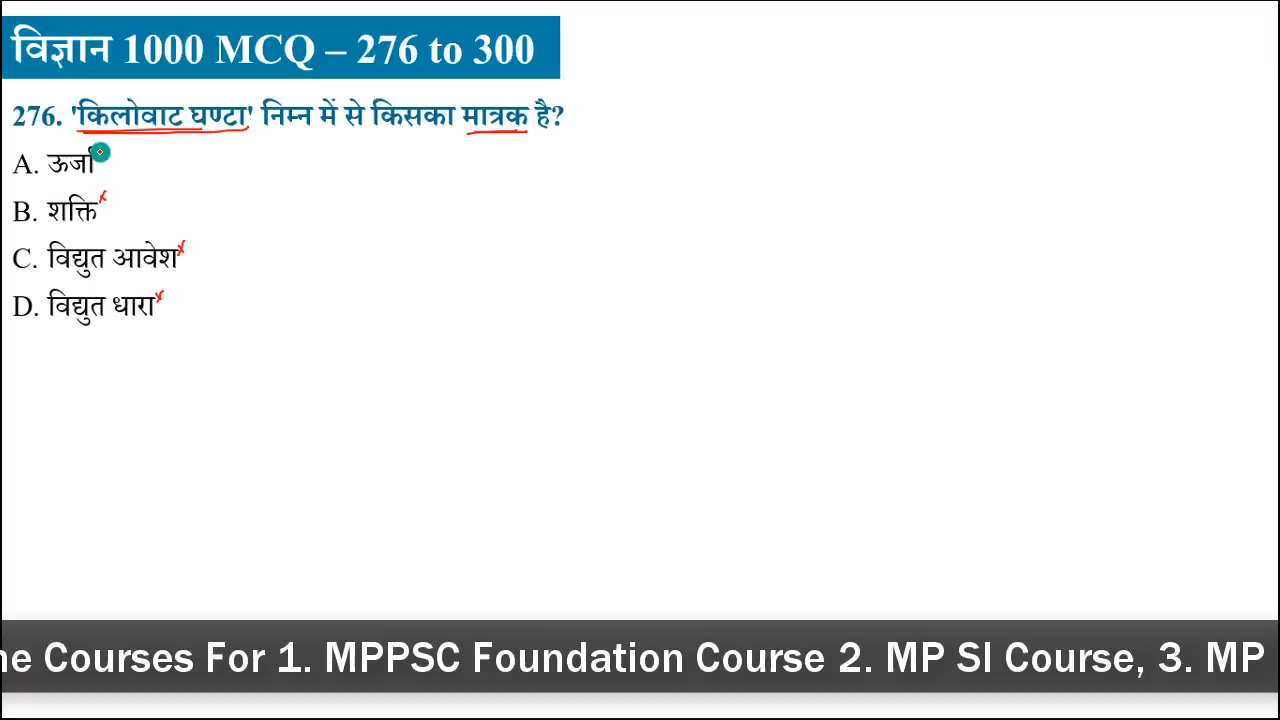 विज्ञान 1000 MCQ – 276 to 300
276. 'किलोवाट घण्टा' निम्न में से किसका मात्रक है?
A. ऊर्जा
B. शक्ति
C. विद्युत आवेश
D. विद्युत धारा
ne Courses For 1. MPPSC Foundation Course 2. MP SI Course, 3. MP